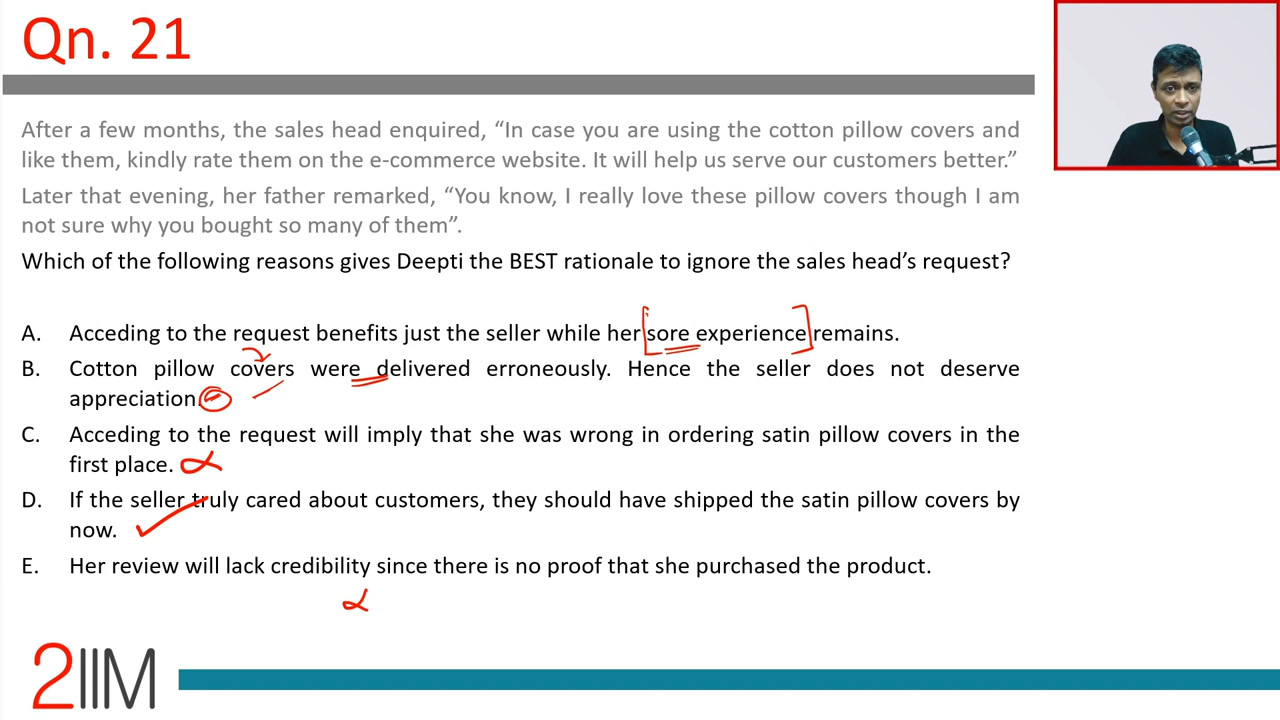 Qn. 21
After a few months, the sales head enquired, “In case you are using the cotton pillow covers and
like them, kindly rate them on the e-commerce website. It will help us serve our customers better.”
Later that evening, her father remarked, “You know, I really love these pillow covers though I am
not sure why you bought so many of them”.
Which of the following reasons gives Deepti the BEST rationale to ignore the sales head’s request?
A. Acceding to the request benefits just the seller while her sore experience remains.
B. Cotton pillow covers were delivered erroneously. Hence the seller does not deserve
appreciation.
C. Acceding to the request will imply that she was wrong in ordering satin pillow covers in the
first place.
D. If the seller truly cared about customers, they should have shipped the satin pillow covers by
now.
E. Her review will lack credibility since there is no proof that she purchased the product.
2IIM